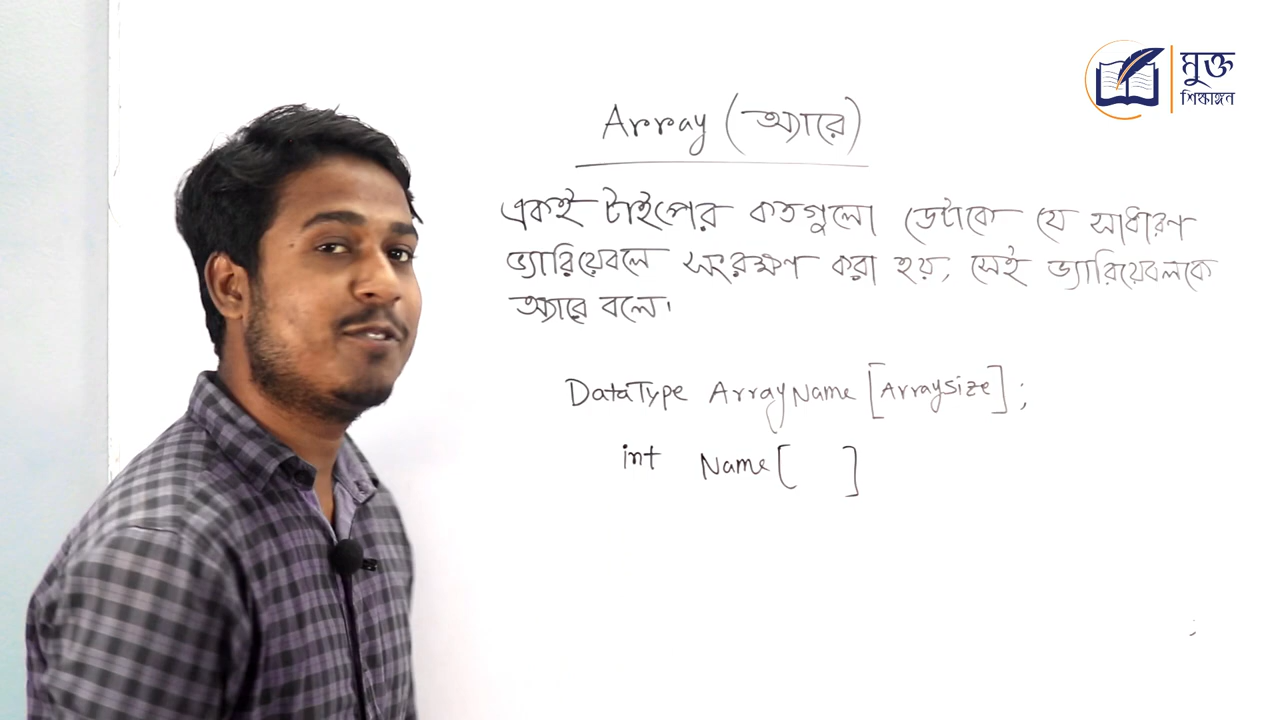 মুক্ত
শিক্ষাঙ্গন
Array (অ্যারে)
একই টাইপের কতগুলো ডেটাকে যে সাধারণ
ভ্যারিয়েবলে সংরক্ষণ করা হয়, সেই ভ্যারিয়েবলকে
অ্যারে বলে।
DataType ArrayName [Arraysize] ;
int Name [ ]